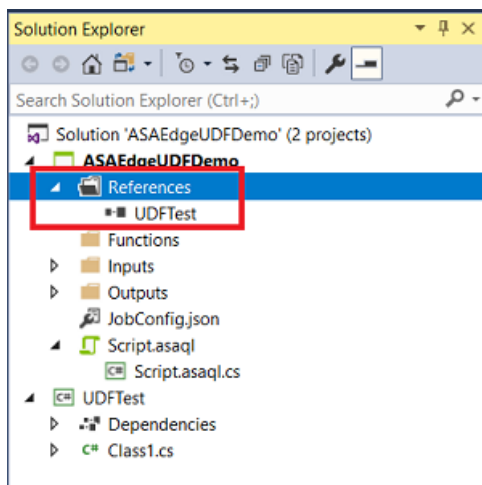 Solution Explorer
Search Solution Explorer (Ctrl+;)
Solution 'ASAEdgeUDFDemo' (2 projects)
ASAEdgeUDFDemo
References
UDFTest
Functions
Inputs
Outputs
JobConfig.json
Script.asaql
C# Script.asaql.cs
C# UDFTest
Dependencies
C# Class1.cs